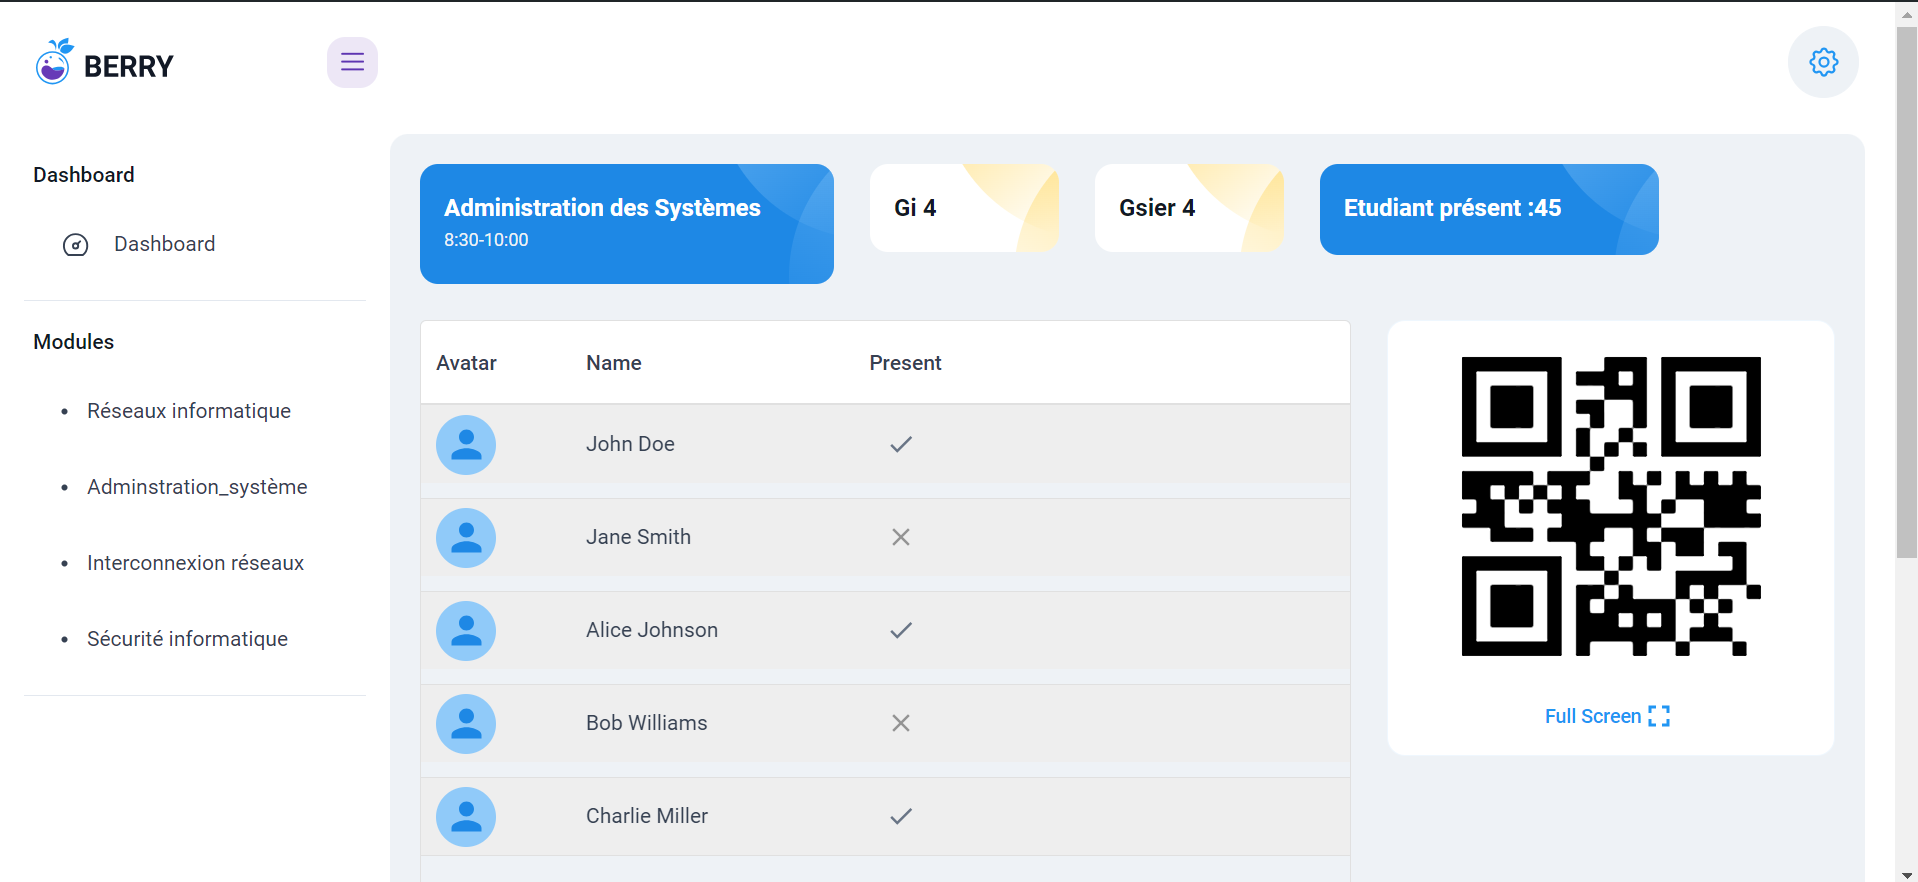 BERRY
Dashboard
Dashboard
Modules
Réseaux informatique
Adminstration_système
Interconnexion réseaux
Sécurité informatique
Administration des Systèmes
8:30-10:00
Gi 4
Gsier 4
Etudiant présent :45
Avatar Name Present
John Doe
Jane Smith
Alice Johnson
Bob Williams
Charlie Miller
Full Screen